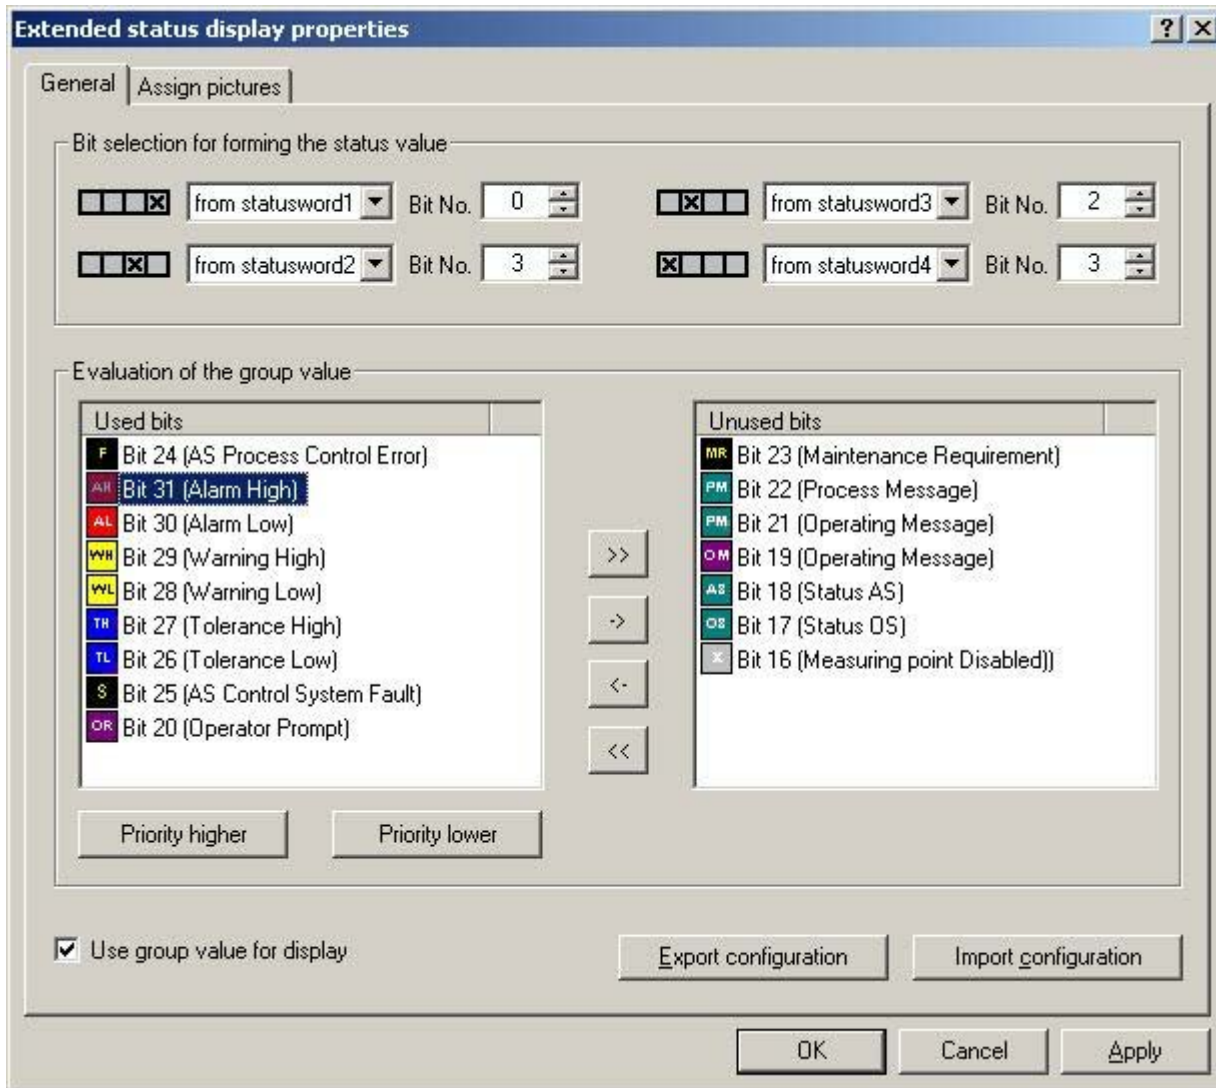 Extended status display properties
General
Assign pictures
Bit selection for forming the status value
from statusword1 Bit No. 0
from statusword3 Bit No. 2
from statusword2 Bit No. 3
from statusword4 Bit No. 3
Evaluation of the group value
Used bits
F Bit 24 (AS Process Control Error)
AH Bit 31 (Alarm High)
AL Bit 30 (Alarm Low)
WH Bit 29 (Warning High)
WL Bit 28 (Warning Low)
TH Bit 27 (Tolerance High)
TL Bit 26 (Tolerance Low)
S Bit 25 (AS Control System Fault)
OR Bit 20 (Operator Prompt)
>>
->
<-
<<
Unused bits
MR Bit 23 (Maintenance Requirement)
PM Bit 22 (Process Message)
PM Bit 21 (Operating Message)
OM Bit 19 (Operating Message)
AS Bit 18 (Status AS)
OS Bit 17 (Status OS)
X Bit 16 (Measuring point Disabled))
Priority higher
Priority lower
Use group value for display
Export configuration
Import configuration
OK
Cancel
Apply